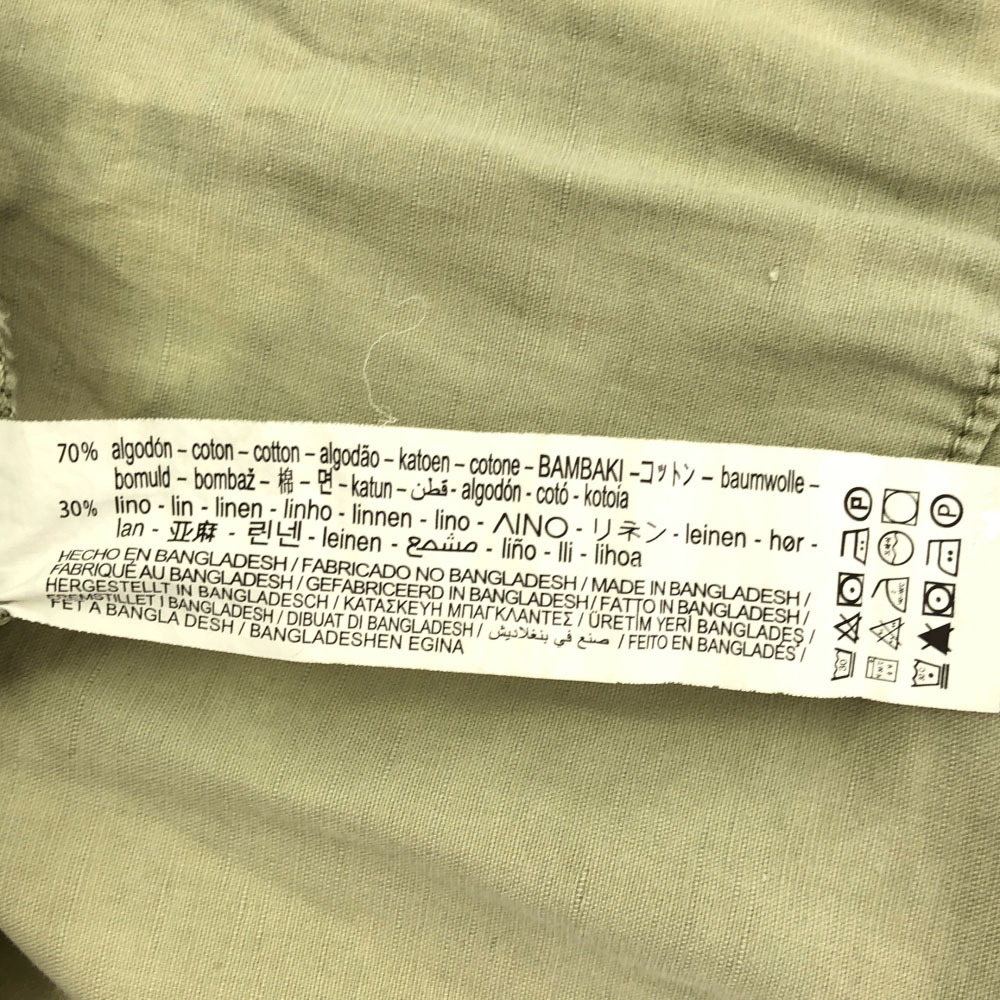 70% algodón – coton – cotton – algodão – katoen – cotone – BAMBAKI –コットン – baumwolle –
bomuld – bombaž – 棉 – 면 – katun – قطن - algodón - cotó - kotoia
30% lino - lin - linen - linho - linnen - lino - ΛΙΝΟ - リネン - leinen - hør -
lan - 亚麻 - 린넨 - leinen - مشمع - liño - lli - lihoa
HECHO EN BANGLADESH / FABRICADO NO BANGLADESH / MADE IN BANGLADESH /
FABRIQUÉ AU BANGLADESH / GEFABRICEERD IN BANGLADESH / FATTO IN BANGLADESH /
HERGESTELLT IN BANGLADESCH / ΚΑΤΑΣΚΕΥΗ ΜΠΑΓΚΛΑΝΤΕΣ / ÜRETİM YERİ BANGLADEŞ /
FREMSTILLET I BANGLADESH / DIBUAT DI BANGLADESH / صنع في بنغلاديش / FEITO EN BANGLADÉS /
FET A BANGLA DESH / BANGLADESHEN EGINA
P P